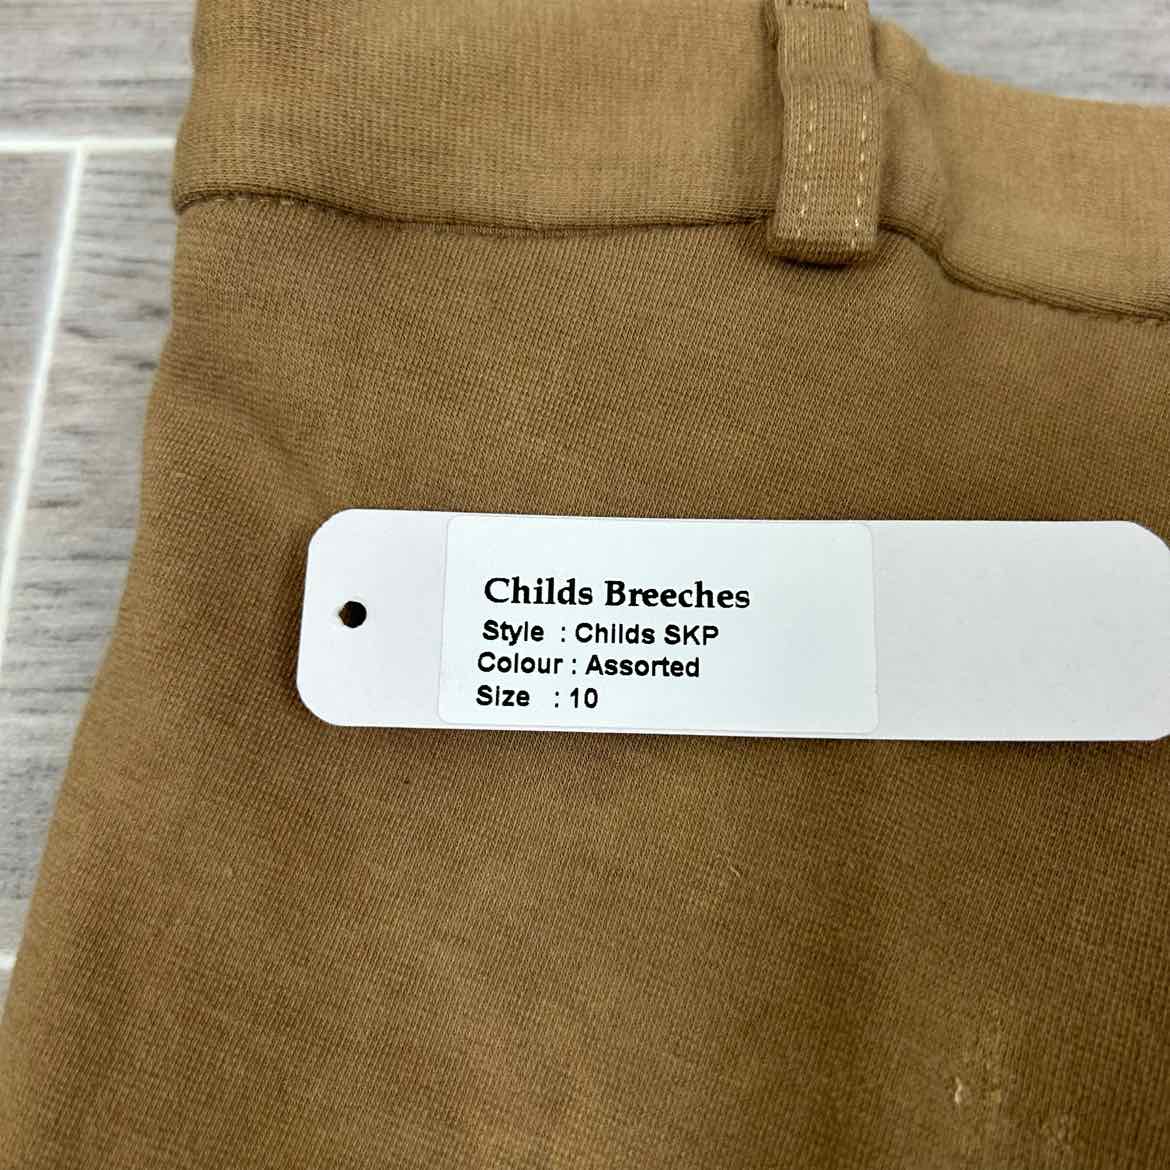 Childs Breeches
Style : Childs SKP
Colour : Assorted
Size : 10